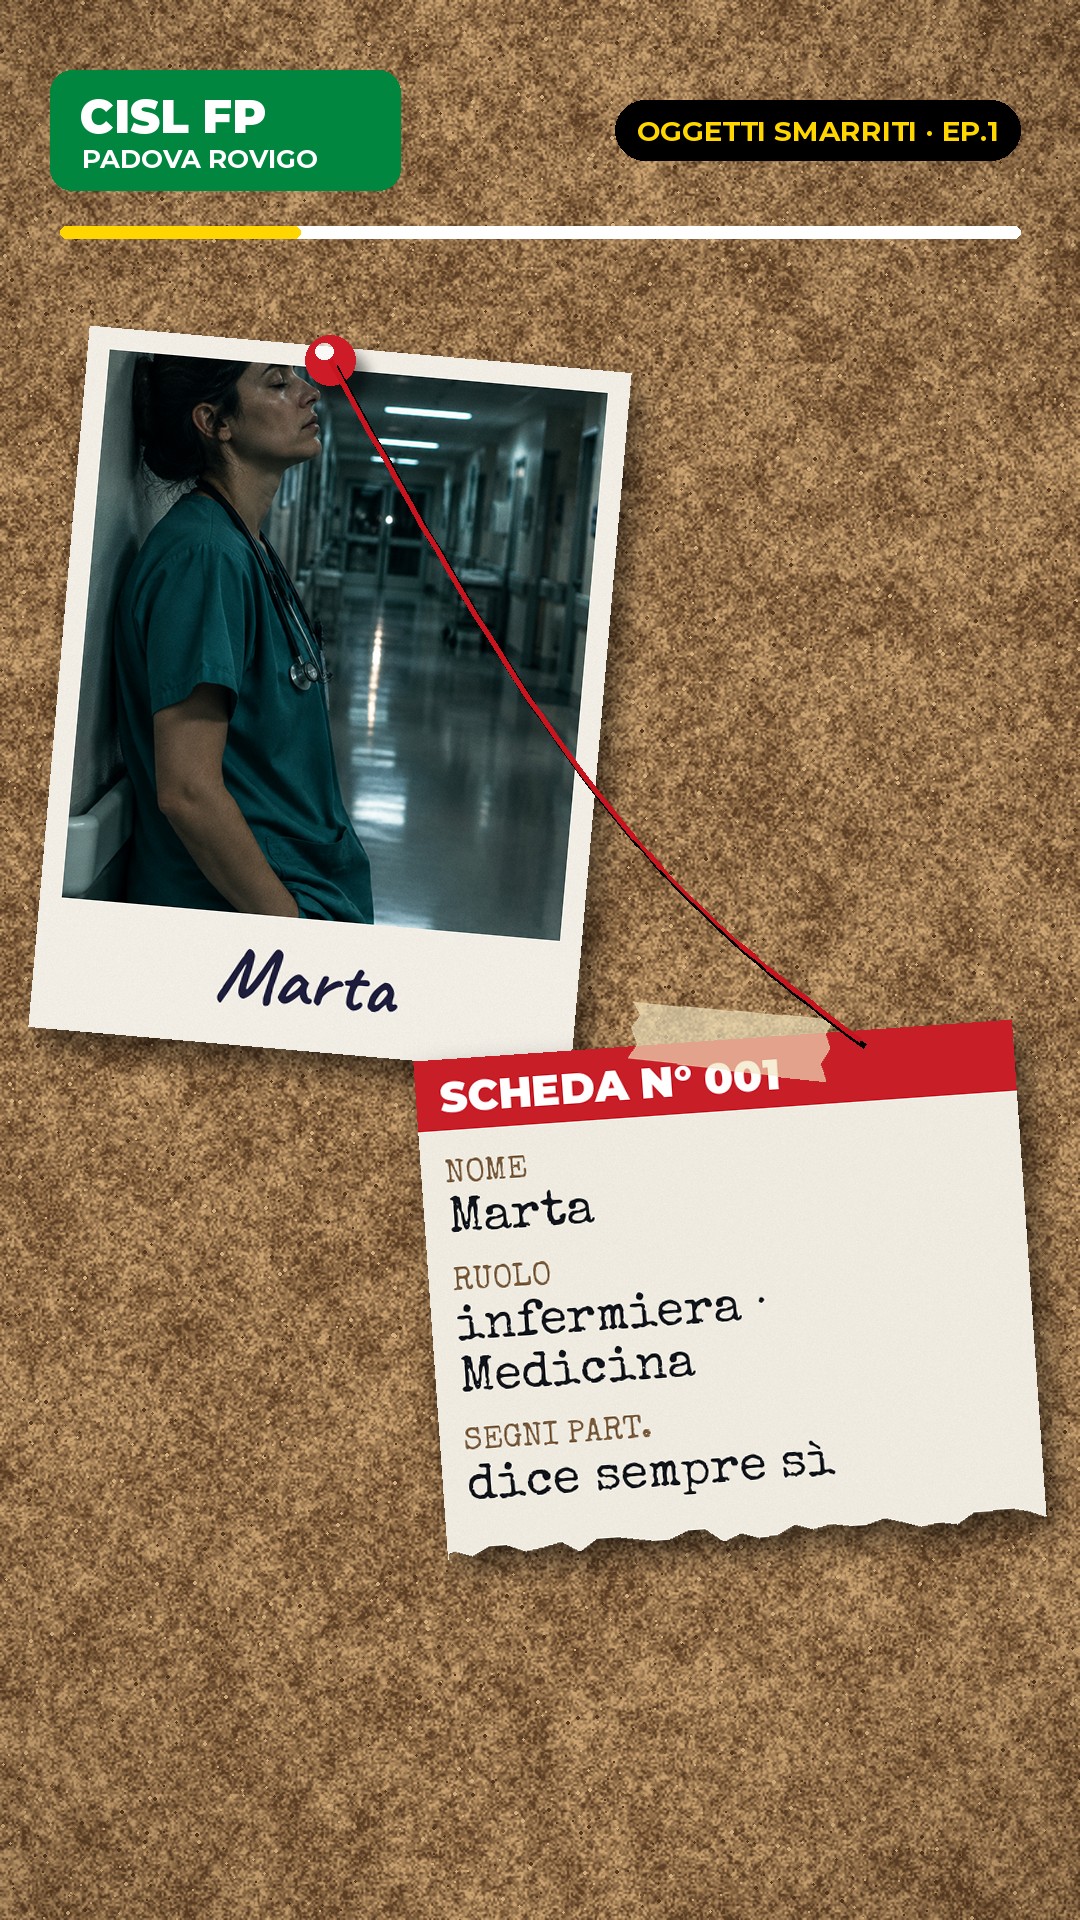 CISL FP
PADOVA ROVIGO
OGGETTI SMARRITI · EP.1
Marta
SCHEDA N° 001
NOME
Marta
RUOLO
infermiera ·
Medicina
SEGNI PART.
dice sempre sì